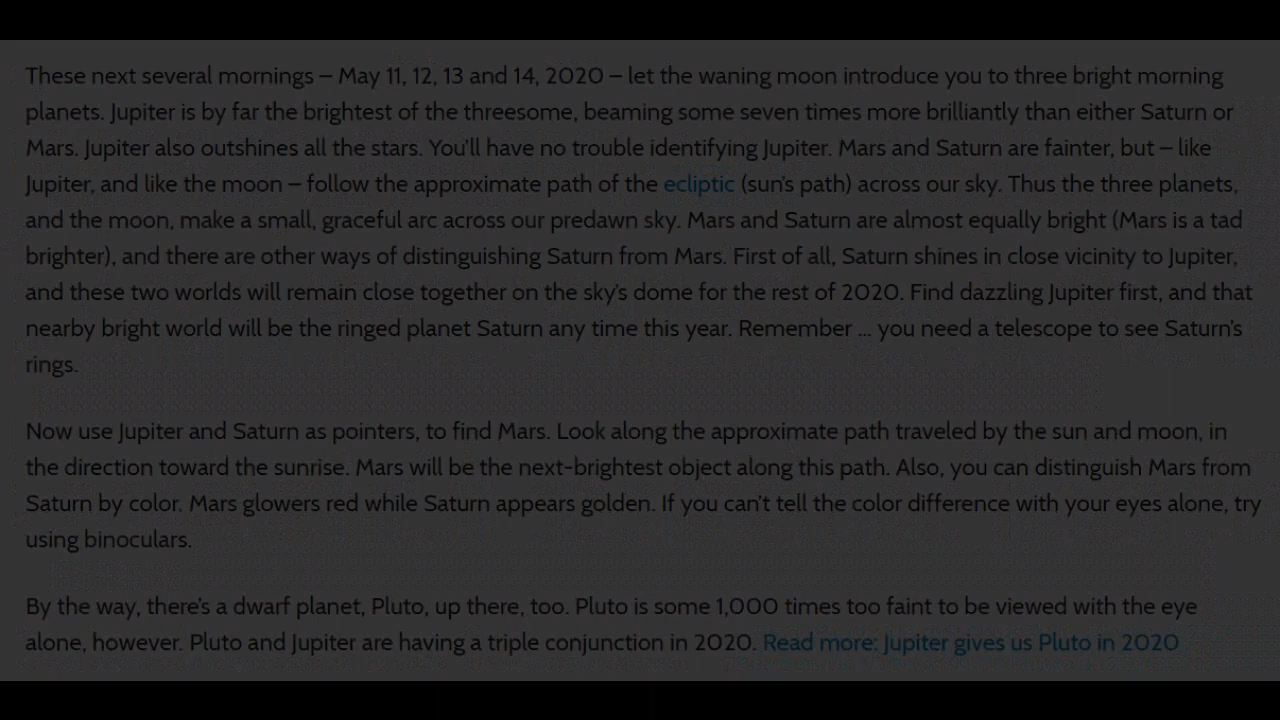 These next several mornings – May 11, 12, 13 and 14, 2020 – let the waning moon introduce you to three bright morning
planets. Jupiter is by far the brightest of the threesome, beaming some seven times more brilliantly than either Saturn or
Mars. Jupiter also outshines all the stars. You’ll have no trouble identifying Jupiter. Mars and Saturn are fainter, but – like
Jupiter, and like the moon – follow the approximate path of the ecliptic (sun’s path) across our sky. Thus the three planets,
and the moon, make a small, graceful arc across our predawn sky. Mars and Saturn are almost equally bright (Mars is a tad
brighter), and there are other ways of distinguishing Saturn from Mars. First of all, Saturn shines in close vicinity to Jupiter,
and these two worlds will remain close together on the sky’s dome for the rest of 2020. Find dazzling Jupiter first, and that
nearby bright world will be the ringed planet Saturn any time this year. Remember … you need a telescope to see Saturn’s
rings.
Now use Jupiter and Saturn as pointers, to find Mars. Look along the approximate path traveled by the sun and moon, in
the direction toward the sunrise. Mars will be the next-brightest object along this path. Also, you can distinguish Mars from
Saturn by color. Mars glowers red while Saturn appears golden. If you can’t tell the color difference with your eyes alone, try
using binoculars.
By the way, there’s a dwarf planet, Pluto, up there, too. Pluto is some 1,000 times too faint to be viewed with the eye
alone, however. Pluto and Jupiter are having a triple conjunction in 2020. Read more: Jupiter gives us Pluto in 2020